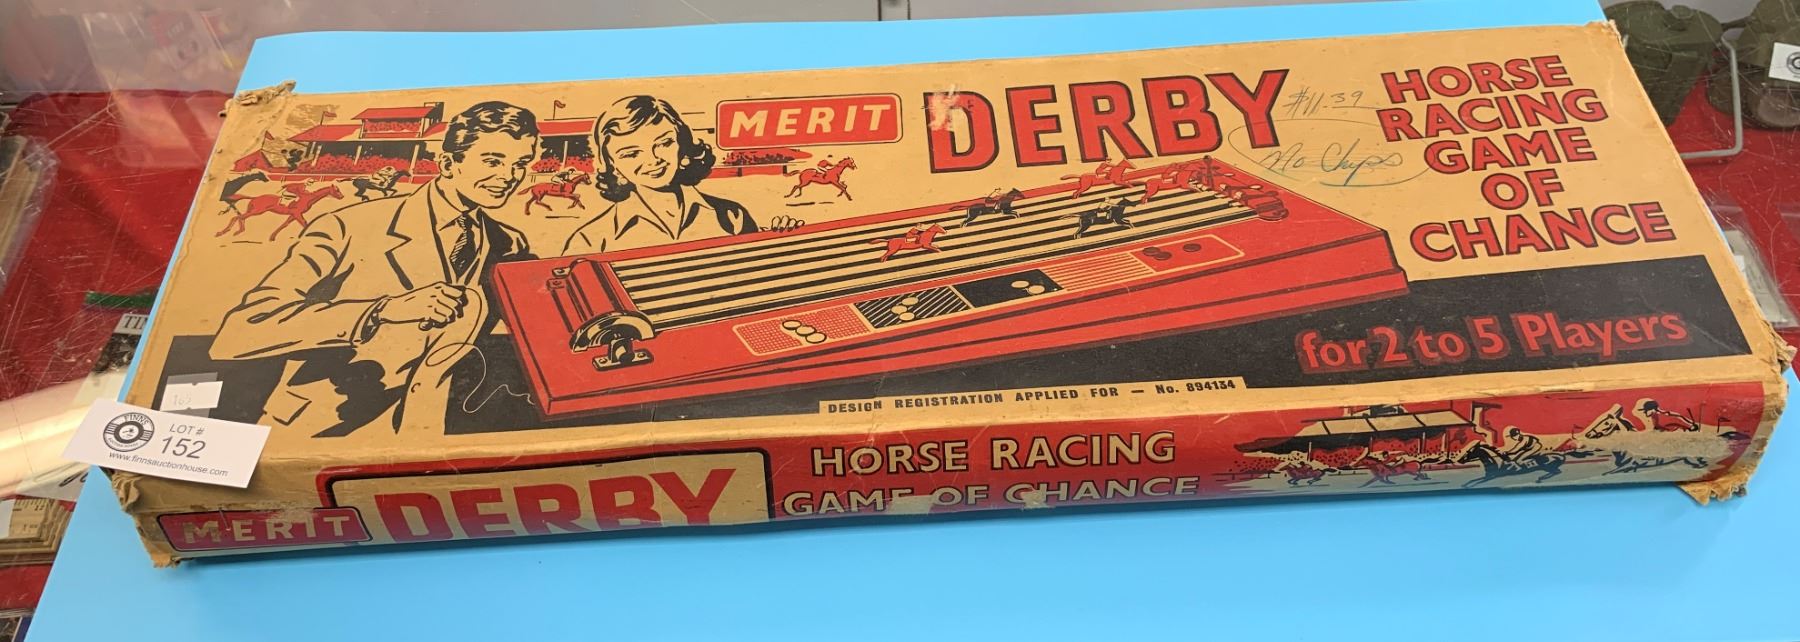 MERIT
DERBY
$11.39
No Chips
HORSE
RACING
GAME
OF
CHANCE
for 2 to 5 Players
DESIGN REGISTRATION APPLIED FOR — No. 894134
FINNS
LOT #
152
www.finnsauctionhouse.com
MERIT
DERBY
HORSE RACING
GAME OF CHANCE